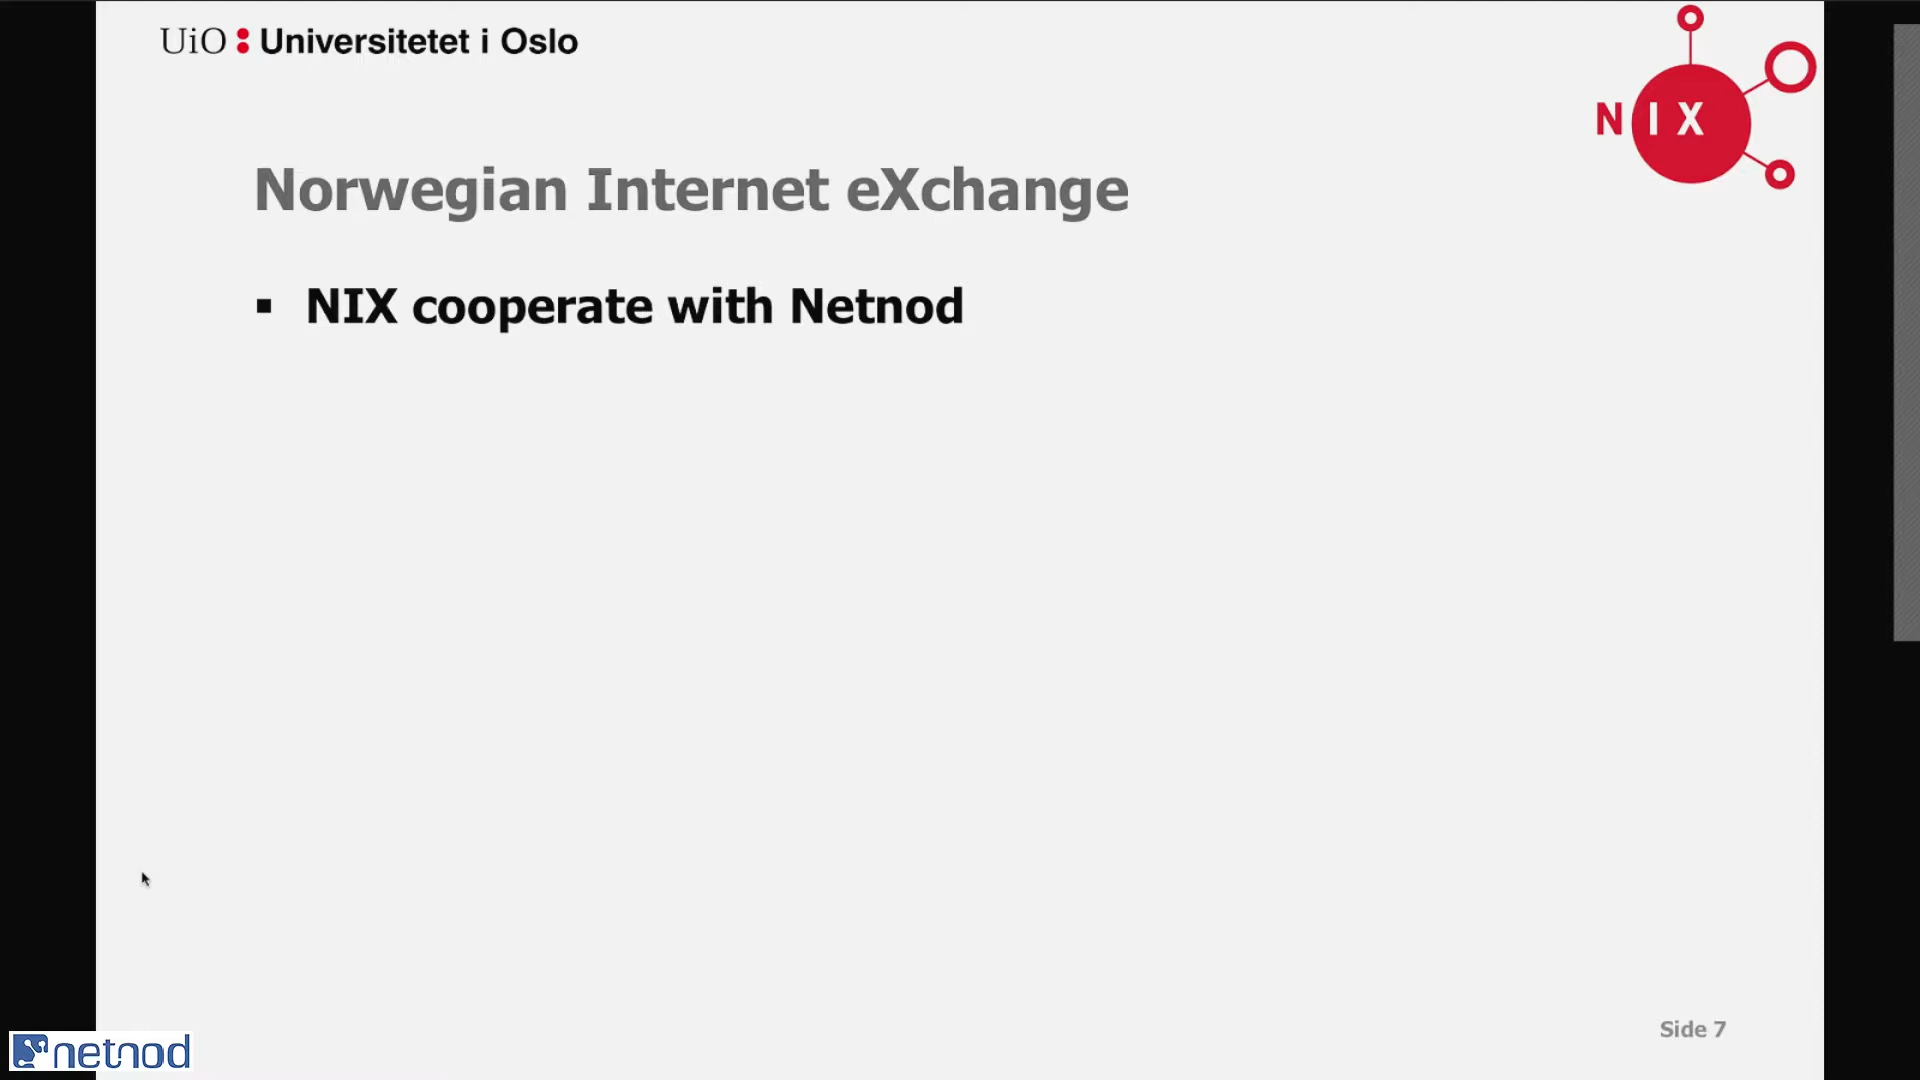 UiO : Universitetet i Oslo
N I X
Norwegian Internet eXchange
▪ NIX cooperate with Netnod
Side 7
netnod